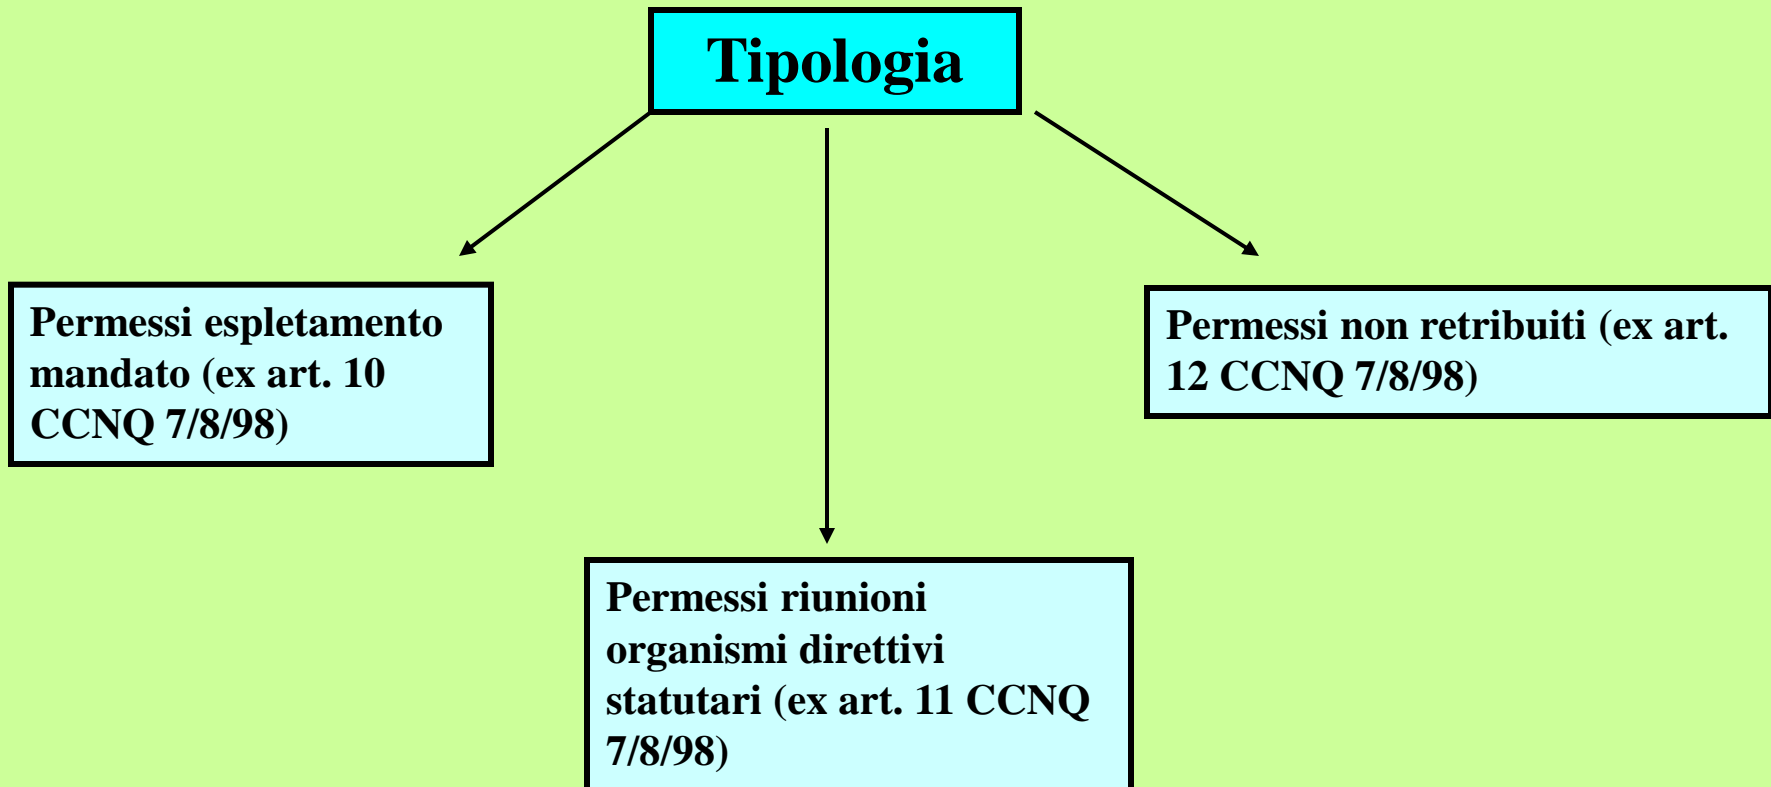 Tipologia
Permessi espletamento
mandato (ex art. 10
CCNQ 7/8/98)
Permessi non retribuiti (ex art.
12 CCNQ 7/8/98)
Permessi riunioni
organismi direttivi
statutari (ex art. 11 CCNQ
7/8/98)